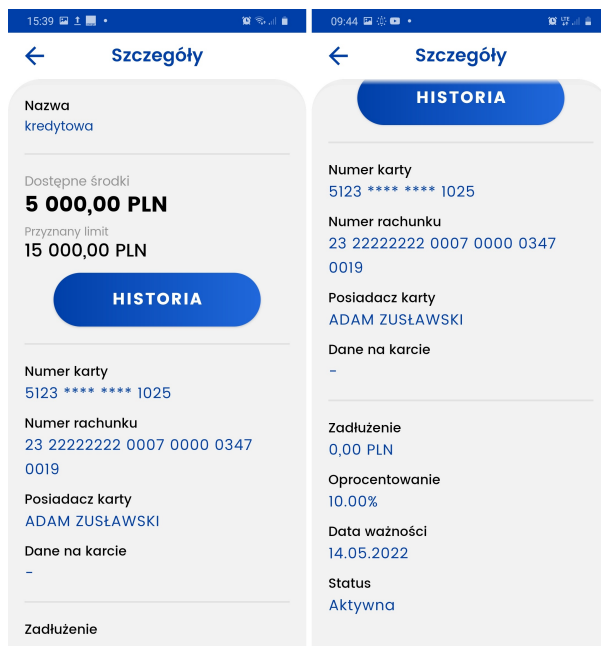 15:39
Szczegóły
Nazwa
kredytowa
Dostępne środki
5 000,00 PLN
Przyznany limit
15 000,00 PLN
HISTORIA
Numer karty
5123 **** **** 1025
Numer rachunku
23 22222222 0007 0000 0347
0019
Posiadacz karty
ADAM ZUSŁAWSKI
Dane na karcie
-
Zadłużenie
09:44
Szczegóły
HISTORIA
Numer karty
5123 **** **** 1025
Numer rachunku
23 22222222 0007 0000 0347
0019
Posiadacz karty
ADAM ZUSŁAWSKI
Dane na karcie
-
Zadłużenie
0,00 PLN
Oprocentowanie
10.00%
Data ważności
14.05.2022
Status
Aktywna